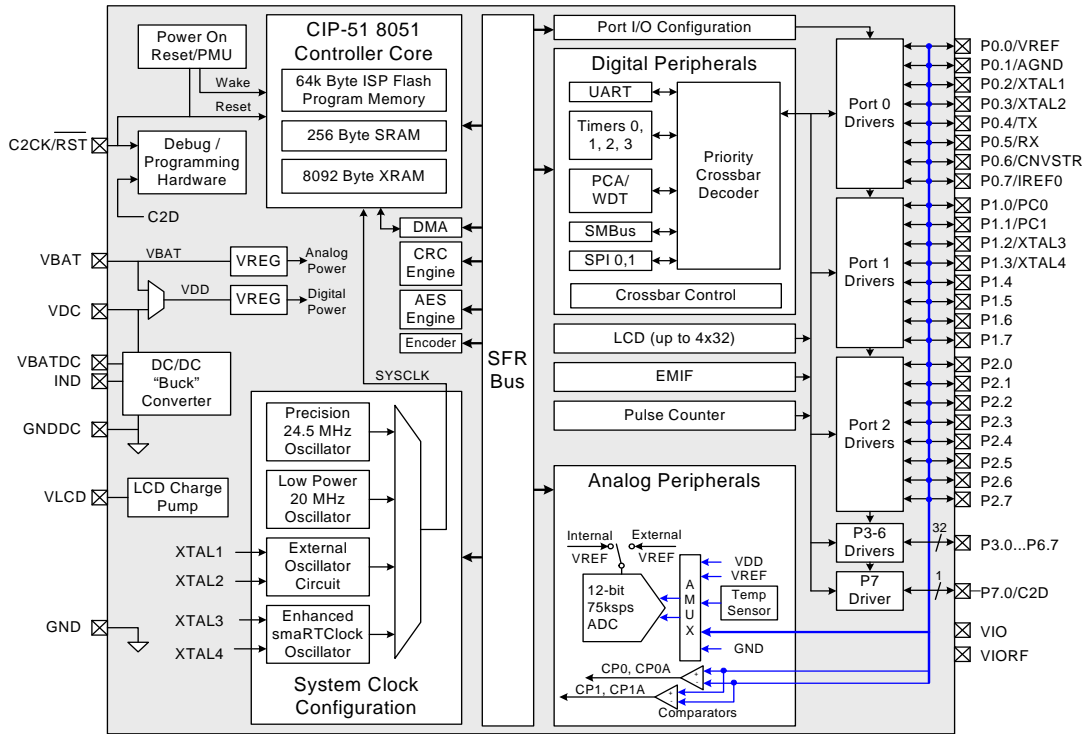 Power On
Reset/PMU
Wake
Reset
C2CK/RST
Debug /
Programming
Hardware
C2D
CIP-51 8051
Controller Core
64k Byte ISP Flash
Program Memory
256 Byte SRAM
8092 Byte XRAM
DMA
CRC
Engine
AES
Engine
Encoder
VBAT
VBAT
VREG
Analog
Power
VDC
VDD
VREG
Digital
Power
VBATDC
IND
DC/DC
“Buck”
Converter
GNDDC
VLCD
LCD Charge
Pump
SYSCLK
Precision
24.5 MHz
Oscillator
Low Power
20 MHz
Oscillator
XTAL1
XTAL2
External
Oscillator
Circuit
XTAL3
XTAL4
Enhanced
smaRTClock
Oscillator
GND
System Clock
Configuration
SFR
Bus
Port I/O Configuration
Digital Peripherals
UART
Timers 0,
1, 2, 3
PCA/
WDT
SMBus
SPI 0,1
Priority
Crossbar
Decoder
Crossbar Control
LCD (up to 4x32)
EMIF
Pulse Counter
Analog Peripherals
Internal
VREF
External
VREF
12-bit
75ksps
ADC
A
M
U
X
VDD
VREF
Temp
Sensor
GND
CP0, CP0A
CP1, CP1A
+
-
+
-
Comparators
Port 0
Drivers
Port 1
Drivers
Port 2
Drivers
P3-6
Drivers
P7
Driver
32
1
P0.0/VREF
P0.1/AGND
P0.2/XTAL1
P0.3/XTAL2
P0.4/TX
P0.5/RX
P0.6/CNVSTR
P0.7/IREF0
P1.0/PC0
P1.1/PC1
P1.2/XTAL3
P1.3/XTAL4
P1.4
P1.5
P1.6
P1.7
P2.0
P2.1
P2.2
P2.3
P2.4
P2.5
P2.6
P2.7
P3.0...P6.7
P7.0/C2D
VIO
VIORF